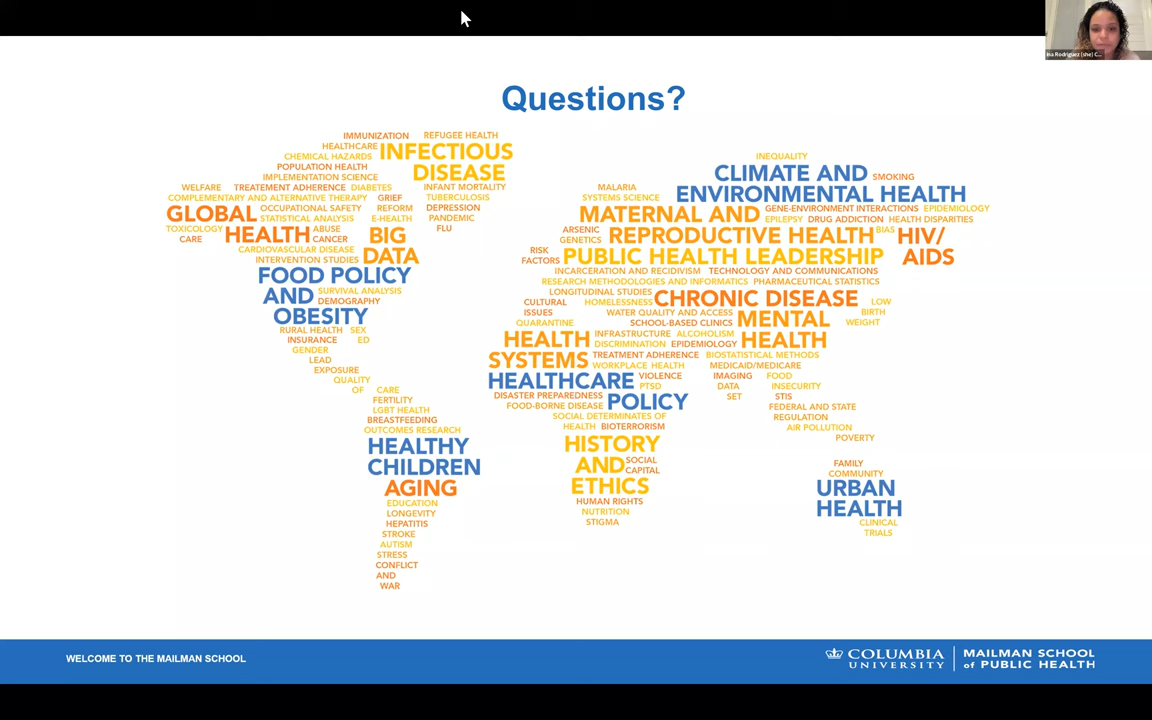 Ina Rodriguez (she) C...
Questions?
IMMUNIZATION
REFUGEE HEALTH
HEALTHCARE
INFECTIOUS
DISEASE
CHEMICAL HAZARDS
POPULATION HEALTH
IMPLEMENTATION SCIENCE
WELFARE
TREATEMENT ADHERENCE
DIABETES
INFANT MORTALITY
COMPLEMENTARY AND ALTERNATIVE THERAPY
GRIEF
TUBERCULOSIS
GLOBAL
HEALTH
OCCUPATIONAL SAFETY
REFORM
DEPRESSION
STATISTICAL ANALYSIS
E-HEALTH
PANDEMIC
FLU
TOXICOLOGY
CARE
ABUSE
CANCER
BIG
DATA
CARDIOVASCULAR DISEASE
INTERVENTION STUDIES
FOOD POLICY
AND
OBESITY
SURVIVAL ANALYSIS
DEMOGRAPHY
RURAL HEALTH
SEX
ED
INSURANCE
GENDER
LEAD
EXPOSURE
QUALITY
OF CARE
FERTILITY
LGBT HEALTH
BREASTFEEDING
OUTCOMES RESEARCH
HEALTHY
CHILDREN
AGING
EDUCATION
LONGEVITY
HEPATITIS
STROKE
AUTISM
STRESS
CONFLICT
AND
WAR
INEQUALITY
CLIMATE AND
ENVIRONMENTAL HEALTH
SMOKING
MALARIA
SYSTEMS SCIENCE
MATERNAL AND
REPRODUCTIVE HEALTH
GENE-ENVIRONMENT INTERACTIONS
EPIDEMIOLOGY
EPILEPSY
DRUG ADDICTION
HEALTH DISPARITIES
ARSENIC
GENETICS
BIAS
HIV/
AIDS
RISK
FACTORS
PUBLIC HEALTH LEADERSHIP
INCARCERATION AND RECIDIVISM
TECHNOLOGY AND COMMUNICATIONS
RESEARCH METHODOLOGIES AND INFORMATICS
PHARMACEUTICAL STATISTICS
LONGITUDINAL STUDIES
CHRONIC DISEASE
CULTURAL
ISSUES
HOMELESSNESS
LOW
BIRTH
WEIGHT
WATER QUALITY AND ACCESS
MENTAL
HEALTH
QUARANTINE
SCHOOL-BASED CLINICS
HEALTH
SYSTEMS
INFRASTRUCTURE
ALCOHOLISM
DISCRIMINATION
EPIDEMIOLOGY
TREATEMENT ADHERENCE
BIOSTATISTICAL METHODS
WORKPLACE HEALTH
MEDICAID/MEDICARE
HEALTHCARE
POLICY
VIOLENCE
PTSD
IMAGING
DATA
SET
FOOD
INSECURITY
STIS
DISASTER PREPAREDNESS
FOOD-BORNE DISEASE
FEDERAL AND STATE
REGULATION
SOCIAL DETERMINATES OF
HEALTH
BIOTERRORISM
AIR POLLUTION
POVERTY
HISTORY
AND
ETHICS
SOCIAL
CAPITAL
HUMAN RIGHTS
NUTRITION
STIGMA
FAMILY
COMMUNITY
URBAN
HEALTH
CLINICAL
TRIALS
WELCOME TO THE MAILMAN SCHOOL
COLUMBIA
UNIVERSITY
MAILMAN SCHOOL
of PUBLIC HEALTH